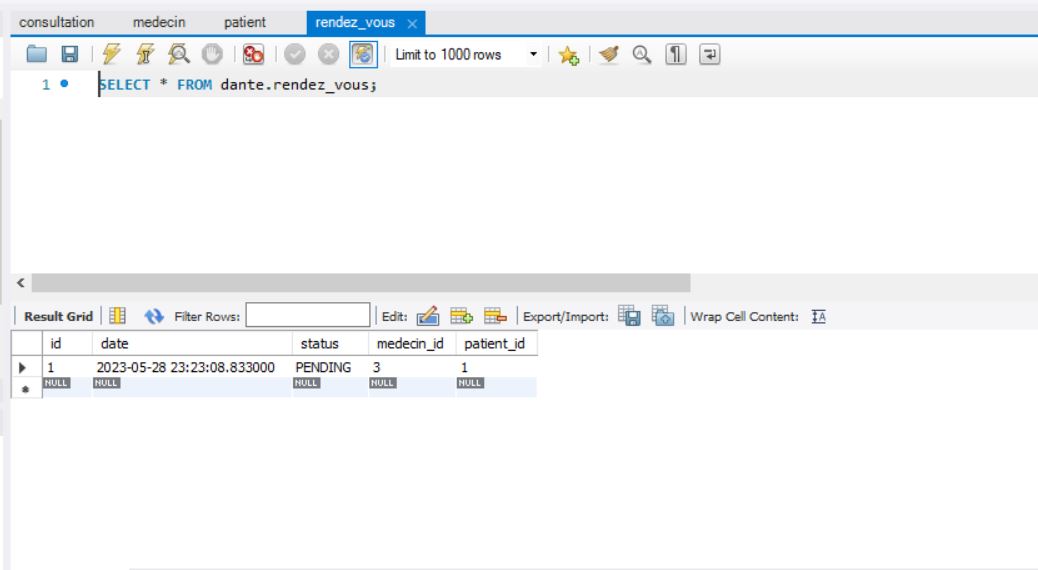 consultation medecin patient rendez_vous
Limit to 1000 rows
1 SELECT * FROM dante.rendez_vous;
Result Grid Filter Rows: Edit: Export/Import: Wrap Cell Content:
id date status medecin_id patient_id
1 2023-05-28 23:23:08.833000 PENDING 3 1
NULL NULL NULL NULL NULL